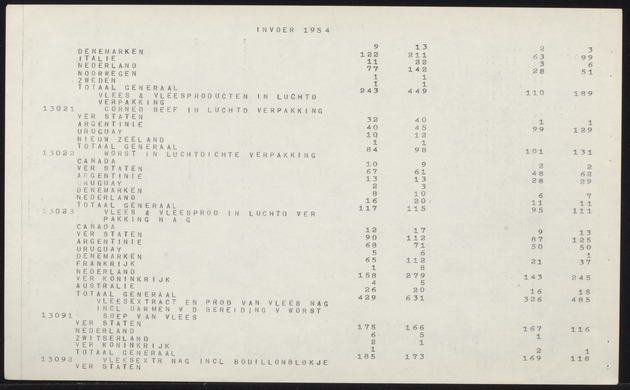 INVOER 1954
DENEMARKEN 9 13 2 3
ITALIE 122 211 63 99
NEDERLAND 11 22 3 6
NOORWEGEN 77 142 28 51
ZWEDEN 1 1
TOTAAL GENERAAL 243 449 110 189
VLEES & VLEESPRODUCTEN IN LUCHTD
VERPAKKING
13021 CORNED BEEF IN LUCHTD VERPAKKING
VER STATEN 32 40 1 1
ARGENTINIE 40 45 99 129
URUGUAY 10 12
NIEUW ZEELAND 1 1
TOTAAL GENERAAL 84 98 101 131
13022 WORST IN LUCHTDICHTE VERPAKKING
CANADA 10 9 2 2
VER STATEN 67 61 48 62
ARGENTINIE 13 13 28 29
URUGUAY 2 3
DENEMARKEN 8 10 6 7
NEDERLAND 16 20 11 11
TOTAAL GENERAAL 117 115 95 111
13023 VLEES & VLEESPROD IN LUCHTD VER
PAKKING N A G
CANADA 12 17 9 13
VER STATEN 90 112 87 125
ARGENTINIE 68 71 50 50
URUGUAY 5 6 1
DENEMARKEN 65 112 21 37
FRANKRIJK 1 8
NEDERLAND 158 279 143 245
VER KONINKRIJK 4 5
AUSTRALIE 26 20 16 15
TOTAAL GENERAAL 429 631 326 485
VLEESEXTRACT EN PROD VAN VLEES NAG
INCL DARMEN V D BEREIDING V WORST
13091 SOEP VAN VLEES
VER STATEN 175 166 167 116
NEDERLAND 6 5 1
ZWITSERLAND 2 1
VER KONINKRIJK 1 2 1
TOTAAL GENERAAL 185 173 169 118
13092 VLEESEXTR NAG INCL BOUILLONBLOKJE
VER STATEN